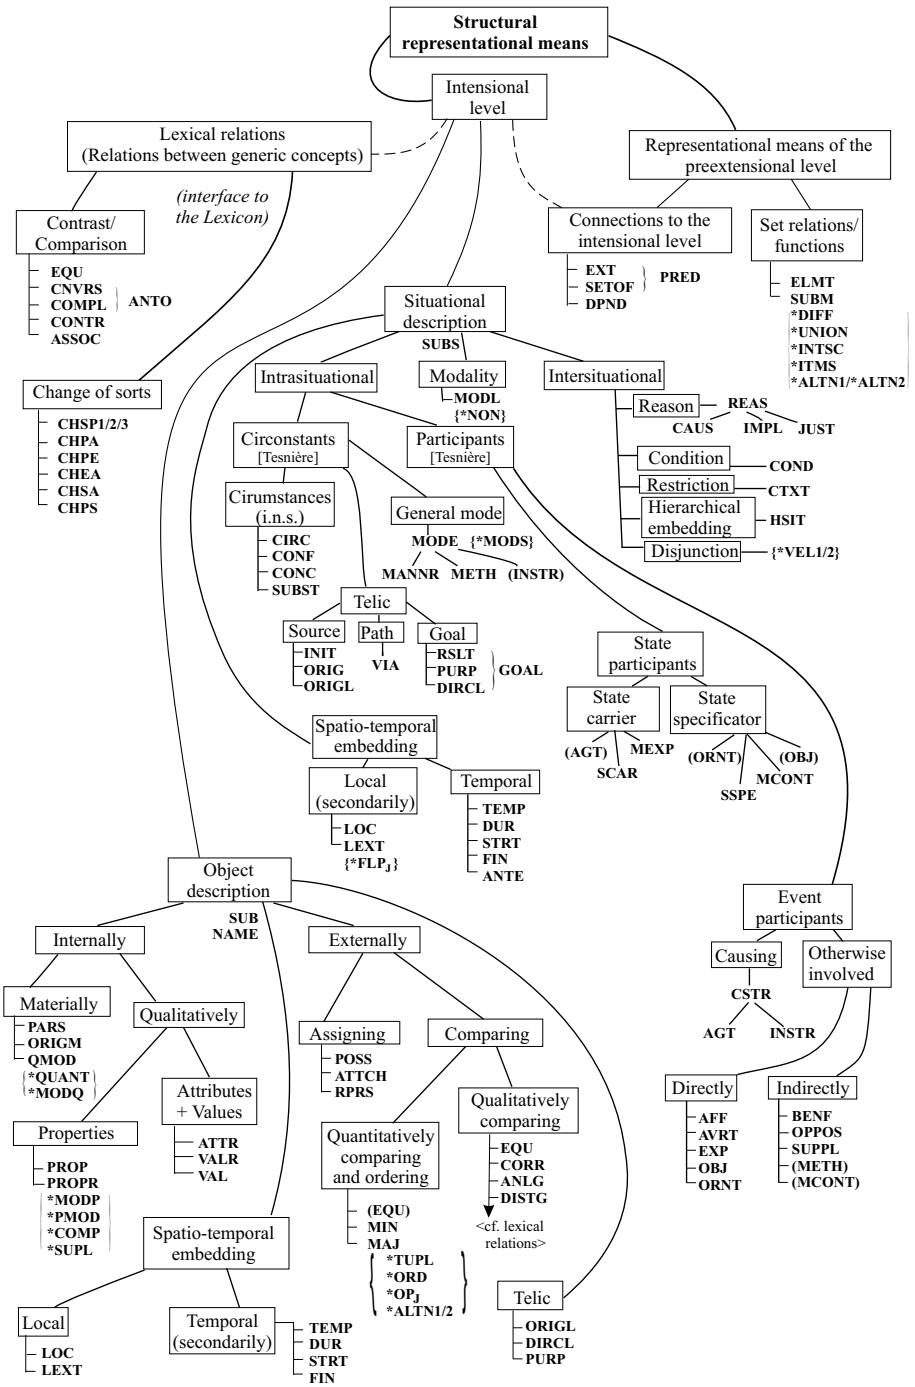 Structural
representational means
Intensional
level
Lexical relations
(Relations between generic concepts)
Representational means of the
preextensional level
(interface to
the Lexicon)
Contrast/
Comparison
EQU
CNVRS
COMPL
CONTR
ASSOC
ANTO
Connections to the
intensional level
EXT
SETOF
DPND
PRED
Set relations/
functions
ELMT
SUBM
*DIFF
*UNION
*INTSC
*ITMS
*ALTN1/*ALTN2
Change of sorts
CHSP1/2/3
CHPA
CHPE
CHEA
CHSA
CHPS
Situational
description
SUBS
Intrasituational
Modality
MODL
{*NON}
Intersituational
Reason
REAS
CAUS
IMPL
JUST
Condition
COND
Restriction
CTXT
Hierarchical
embedding
HSIT
Disjunction
{*VEL1/2}
Circonstants
[Tesnière]
Participants
[Tesnière]
Cirumstances
(i.n.s.)
CIRC
CONF
CONC
SUBST
General mode
MODE {*MODS}
MANNR METH (INSTR)
Telic
Source
INIT
ORIG
ORIGL
Path
VIA
Goal
RSLT
PURP
DIRCL
GOAL
State
participants
State
carrier
(AGT)
SCAR
MEXP
State
specificator
(ORNT)
SSPE
MCONT
(OBJ)
Spatio-temporal
embedding
Local
(secondarily)
LOC
LEXT
{*FLPJ}
Temporal
TEMP
DUR
STRT
FIN
ANTE
Object
description
SUB
NAME
Internally
Externally
Materially
PARS
ORIGM
QMOD
*QUANT
*MODQ
Qualitatively
Attributes
+ Values
ATTR
VALR
VAL
Properties
PROP
PROPR
*MODP
*PMOD
*COMP
*SUPL
Assigning
POSS
ATTCH
RPRS
Comparing
Qualitatively
comparing
EQU
CORR
ANLG
DISTG
<cf. lexical
relations>
Quantitatively
comparing
and ordering
(EQU)
MIN
MAJ
*TUPL
*ORD
*OPJ
*ALTN1/2
Event
participants
Causing
CSTR
AGT
INSTR
Otherwise
involved
Directly
AFF
AVRT
EXP
OBJ
ORNT
Indirectly
BENF
OPPOS
SUPPL
(METH)
(MCONT)
Spatio-temporal
embedding
Local
LOC
LEXT
Temporal
(secondarily)
TEMP
DUR
STRT
FIN
Telic
ORIGL
DIRCL
PURP